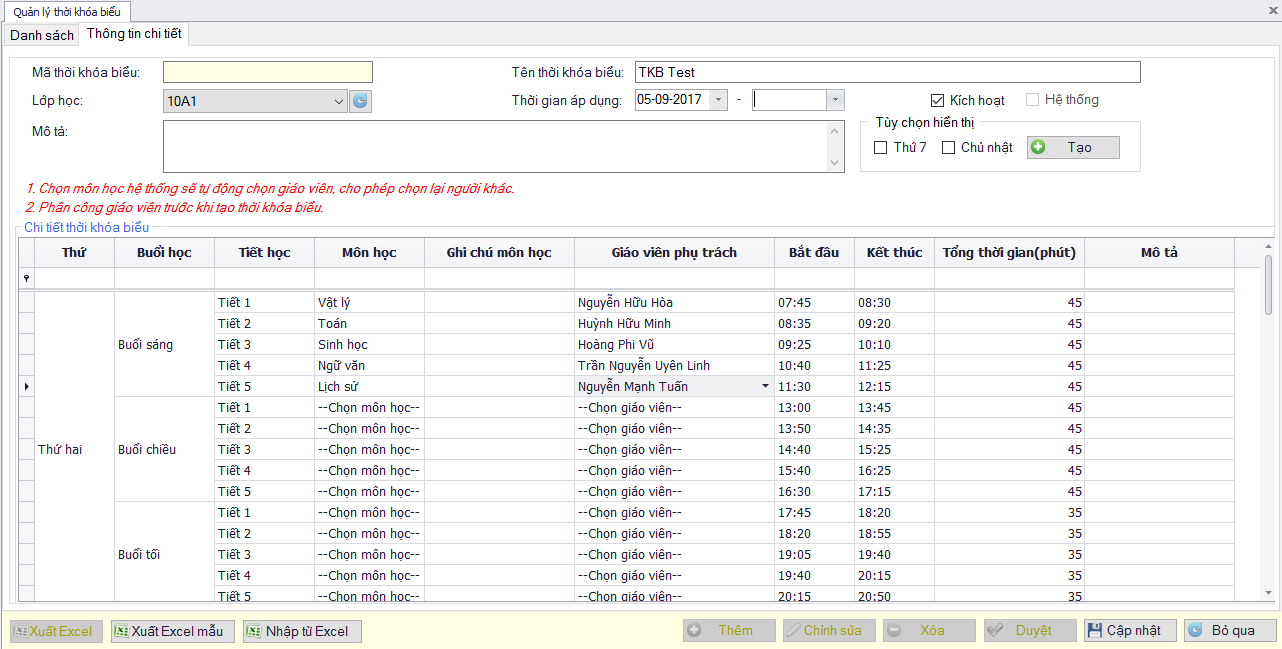 Quản lý thời khóa biểu
Danh sách Thông tin chi tiết
Mã thời khóa biểu: Tên thời khóa biểu: TKB Test
Lớp học: 10A1 Thời gian áp dụng: 05-09-2017 - Kích hoạt Hệ thống
Mô tả: Tùy chọn hiển thị
Thứ 7 Chủ nhật Tạo
1. Chọn môn học hệ thống sẽ tự động chọn giáo viên, cho phép chọn lại người khác.
2. Phân công giáo viên trước khi tạo thời khóa biểu.
Chi tiết thời khóa biểu
Thứ Buổi học Tiết học Môn học Ghi chú môn học Giáo viên phụ trách Bắt đầu Kết thúc Tổng thời gian(phút) Mô tả
Tiết 1 Vật lý Nguyễn Hữu Hòa 07:45 08:30 45
Tiết 2 Toán Huỳnh Hữu Minh 08:35 09:20 45
Buổi sáng Tiết 3 Sinh học Hoàng Phi Vũ 09:25 10:10 45
Tiết 4 Ngữ văn Trần Nguyễn Uyên Linh 10:40 11:25 45
Tiết 5 Lịch sử Nguyễn Mạnh Tuấn 11:30 12:15 45
Tiết 1 --Chọn môn học-- --Chọn giáo viên-- 13:00 13:45 45
Tiết 2 --Chọn môn học-- --Chọn giáo viên-- 13:50 14:35 45
Thứ hai Buổi chiều Tiết 3 --Chọn môn học-- --Chọn giáo viên-- 14:40 15:25 45
Tiết 4 --Chọn môn học-- --Chọn giáo viên-- 15:40 16:25 45
Tiết 5 --Chọn môn học-- --Chọn giáo viên-- 16:30 17:15 45
Tiết 1 --Chọn môn học-- --Chọn giáo viên-- 17:45 18:20 35
Tiết 2 --Chọn môn học-- --Chọn giáo viên-- 18:20 18:55 35
Buổi tối Tiết 3 --Chọn môn học-- --Chọn giáo viên-- 19:05 19:40 35
Tiết 4 --Chọn môn học-- --Chọn giáo viên-- 19:40 20:15 35
Tiết 5 --Chọn môn học-- --Chọn giáo viên-- 20:15 20:50 35
Xuất Excel Xuất Excel mẫu Nhập từ Excel Thêm Chỉnh sửa Xóa Duyệt Cập nhật Bỏ qua